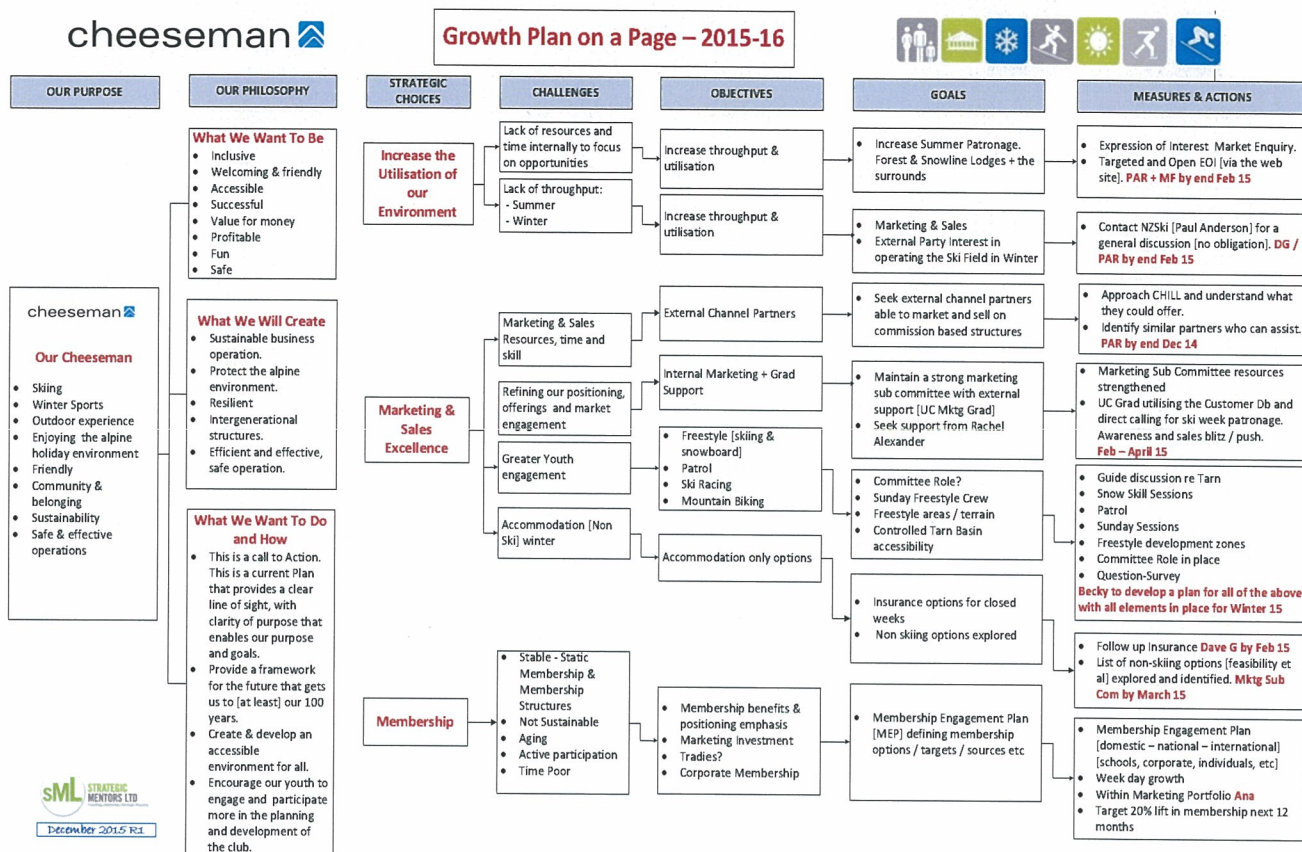 cheeseman
Growth Plan on a Page – 2015-16
OUR PURPOSE
OUR PHILOSOPHY
STRATEGIC
CHOICES
CHALLENGES
OBJECTIVES
GOALS
MEASURES & ACTIONS
cheeseman
Our Cheeseman
• Skiing
• Winter Sports
• Outdoor experience
• Enjoying the alpine
holiday environment
• Friendly
• Community &
belonging
• Sustainability
• Safe & effective
operations
What We Want To Be
• Inclusive
• Welcoming & friendly
• Accessible
• Successful
• Value for money
• Profitable
• Fun
• Safe
What We Will Create
• Sustainable business
operation.
• Protect the alpine
environment.
• Resilient
• Intergenerational
structures.
• Efficient and effective,
safe operation.
What We Want To Do
and How
• This is a call to Action.
This is a current Plan
that provides a clear
line of sight, with
clarity of purpose that
enables our purpose
and goals.
• Provide a framework
for the future that gets
us to [at least] our 100
years.
• Create & develop an
accessible
environment for all.
• Encourage our youth to
engage and participate
more in the planning
and development of
the club.
Increase the
Utilisation of
our
Environment
Lack of resources and
time internally to focus
on opportunities
Lack of throughput:
- Summer
- Winter
Increase throughput &
utilisation
Increase throughput &
utilisation
• Increase Summer Patronage.
Forest & Snowline Lodges + the
surrounds
• Marketing & Sales
• External Party Interest in
operating the Ski Field in Winter
• Expression of Interest Market Enquiry.
• Targeted and Open EOI [via the web
site]. PAR + MF by end Feb 15
• Contact NZSki [Paul Anderson] for a
general discussion [no obligation]. DG /
PAR by end Feb 15
Marketing &
Sales
Excellence
Marketing & Sales
Resources, time and
skill
Refining our positioning,
offerings and market
engagement
Greater Youth
engagement
Accommodation [Non
Ski] winter
External Channel Partners
Internal Marketing + Grad
Support
• Freestyle [skiing &
snowboard]
• Patrol
• Ski Racing
• Mountain Biking
Accommodation only options
• Seek external channel partners
able to market and sell on
commission based structures
• Maintain a strong marketing
sub committee with external
support [UC Mktg Grad]
• Seek support from Rachel
Alexander
• Committee Role?
• Sunday Freestyle Crew
• Freestyle areas / terrain
• Controlled Tarn Basin
accessibility
• Insurance options for closed
weeks
• Non skiing options explored
• Approach CHILL and understand what
they could offer.
• Identify similar partners who can assist.
PAR by end Dec 14
• Marketing Sub Committee resources
strengthened
• UC Grad utilising the Customer Db and
direct calling for ski week patronage.
Awareness and sales blitz / push.
Feb – April 15
• Guide discussion re Tarn
• Snow Skill Sessions
• Patrol
• Sunday Sessions
• Freestyle development zones
• Committee Role in place
• Question-Survey
Becky to develop a plan for all of the above
with all elements in place for Winter 15
• Follow up Insurance Dave G by Feb 15
• List of non-skiing options [feasibility et
al] explored and identified. Mktg Sub
Com by March 15
Membership
• Stable - Static
Membership &
Membership
Structures
• Not Sustainable
• Aging
• Active participation
• Time Poor
• Membership benefits &
positioning emphasis
• Marketing Investment
• Tradies?
• Corporate Membership
• Membership Engagement Plan
[MEP] defining membership
options / targets / sources etc
• Membership Engagement Plan
[domestic – national – international]
[schools, corporate, individuals, etc]
• Week day growth
• Within Marketing Portfolio Ana
• Target 20% lift in membership next 12
months
sML STRATEGIC
MENTORS LTD
December 2015 R1